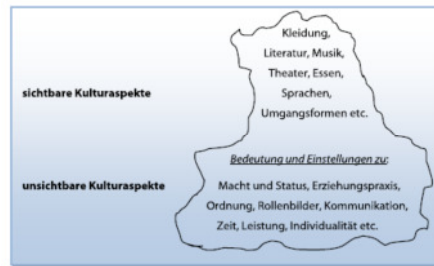 Kleidung,
Literatur, Musik,
Theater, Essen,
sichtbare Kulturaspekte
Sprachen,
Umgangsformen etc.
Bedeutung und Einstellungen zu:
unsichtbare Kulturaspekte
Macht und Status, Erziehungspraxis,
Ordnung, Rollenbilder, Kommunikation,
Zeit, Leistung, Individualität etc.